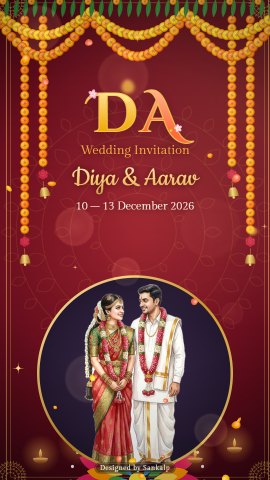 DA
Wedding Invitation
Diya & Aarav
10 — 13 December 2026
Designed by Sankalp